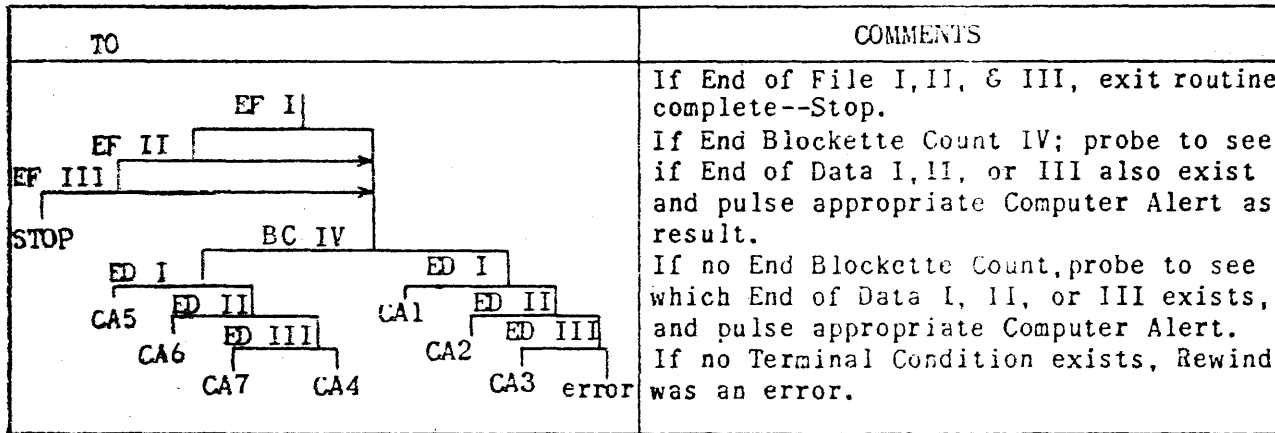 TO
COMMENTS
EF I
EF II
EF III
STOP
BC IV
ED I
ED I
CA5
ED II
CA1
ED II
CA6
ED III
CA2
ED III
CA7
CA4
CA3
error
If End of File I,II, & III, exit routine
complete--Stop.
If End Blockette Count IV; probe to see
if End of Data I,II, or III also exist
and pulse appropriate Computer Alert as
result.
If no End Blockette Count,probe to see
which End of Data I, II, or III exists,
and pulse appropriate Computer Alert.
If no Terminal Condition exists, Rewind
was an error.